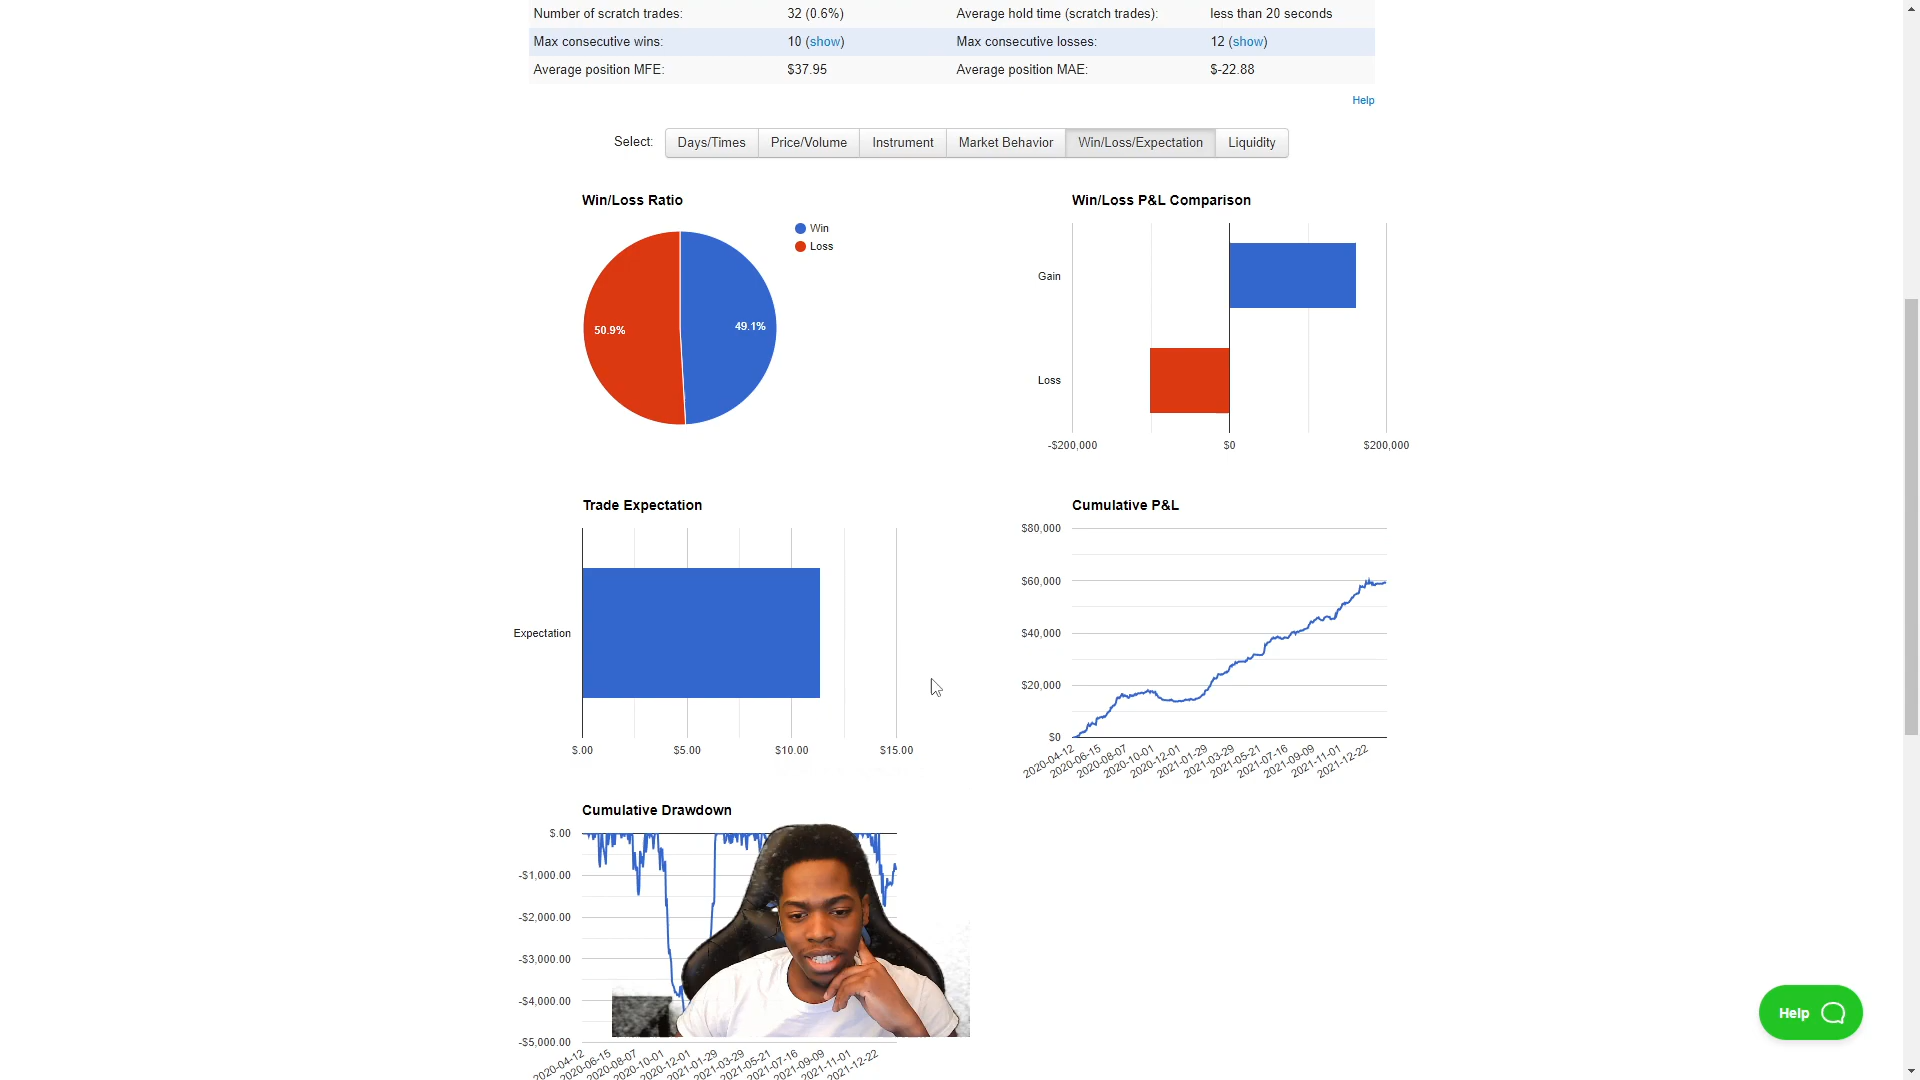 Number of scratch trades: 32 (0.6%) Average hold time (scratch trades): less than 20 seconds
Max consecutive wins: 10 (show) Max consecutive losses: 12 (show)
Average position MFE: $37.95 Average position MAE: $-22.88
Help
Select: Days/Times Price/Volume Instrument Market Behavior Win/Loss/Expectation Liquidity
Win/Loss Ratio
Win
Loss
50.9%
49.1%
Win/Loss P&L Comparison
Gain
Loss
-$200,000 $0 $200,000
Trade Expectation
Expectation
$.00 $5.00 $10.00 $15.00
Cumulative P&L
$80,000
$60,000
$40,000
$20,000
$0
2020-04-12 2020-06-15 2020-08-07 2020-10-01 2020-12-01 2021-01-29 2021-03-29 2021-05-21 2021-07-16 2021-09-09 2021-11-01 2021-12-22
Cumulative Drawdown
$.00
-$1,000.00
-$2,000.00
-$3,000.00
-$4,000.00
-$5,000.00
2020-04-12 2020-06-15 2020-08-07 2020-10-01 2020-12-01 2021-01-29 2021-03-29 2021-05-21 2021-07-16 2021-09-09 2021-11-01 2021-12-22
Help